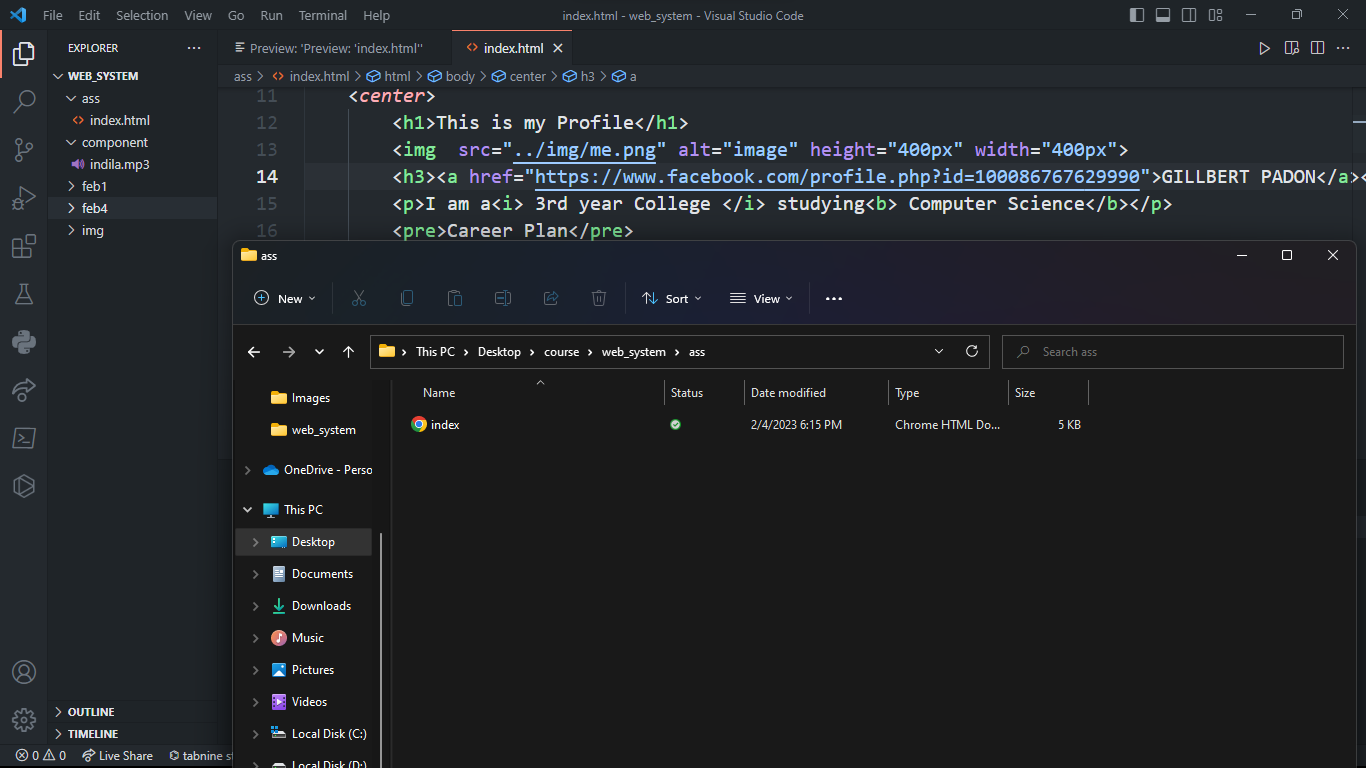 File Edit Selection View Go Run Terminal Help index.html - web_system - Visual Studio Code
EXPLORER
WEB_SYSTEM
ass
index.html
component
indila.mp3
feb1
feb4
img
OUTLINE
TIMELINE
Preview: 'Preview: 'index.html'' index.html
ass > index.html > html > body > center > h3 > a
11 <center>
12 <h1>This is my Profile</h1>
13 <img  src="../img/me.png" alt="image" height="400px" width="400px">
14 <h3><a href="https://www.facebook.com/profile.php?id=100086767629990">GILLBERT PADON</a><
15 <p>I am a<i> 3rd year College </i> studying<b> Computer Science</b></p>
16 <pre>Career Plan</pre>
ass
New Sort View
This PC > Desktop > course > web_system > ass Search ass
Images
web_system
OneDrive - Perso
This PC
Desktop
Documents
Downloads
Music
Pictures
Videos
Local Disk (C:)
Local Disk (D:)
Name Status Date modified Type Size
index 2/4/2023 6:15 PM Chrome HTML Do... 5 KB
0 0 Live Share tabnine st